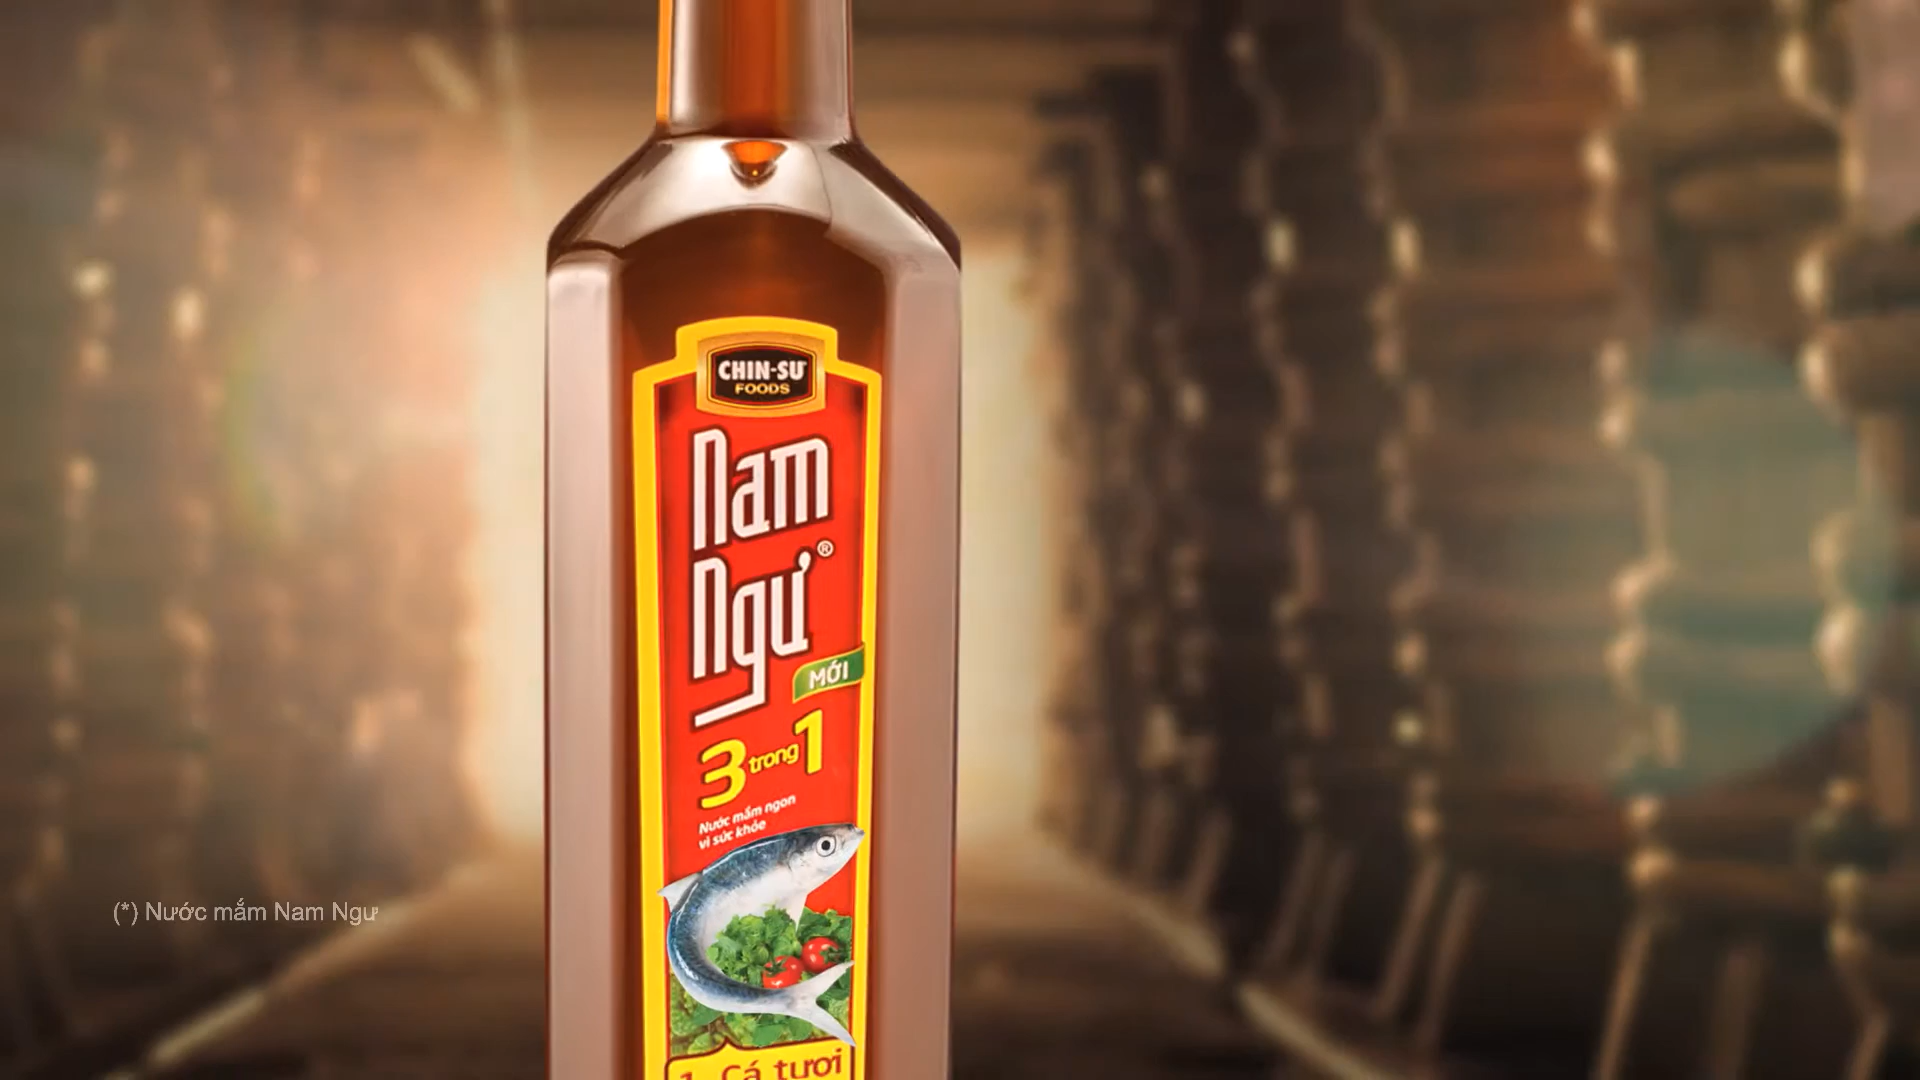 CHIN-SU
FOODS
Nam
Ngư®
MỚI
3 trong 1
Nước mắm ngon
vì sức khỏe
(*) Nước mắm Nam Ngư
1. Cá tươi